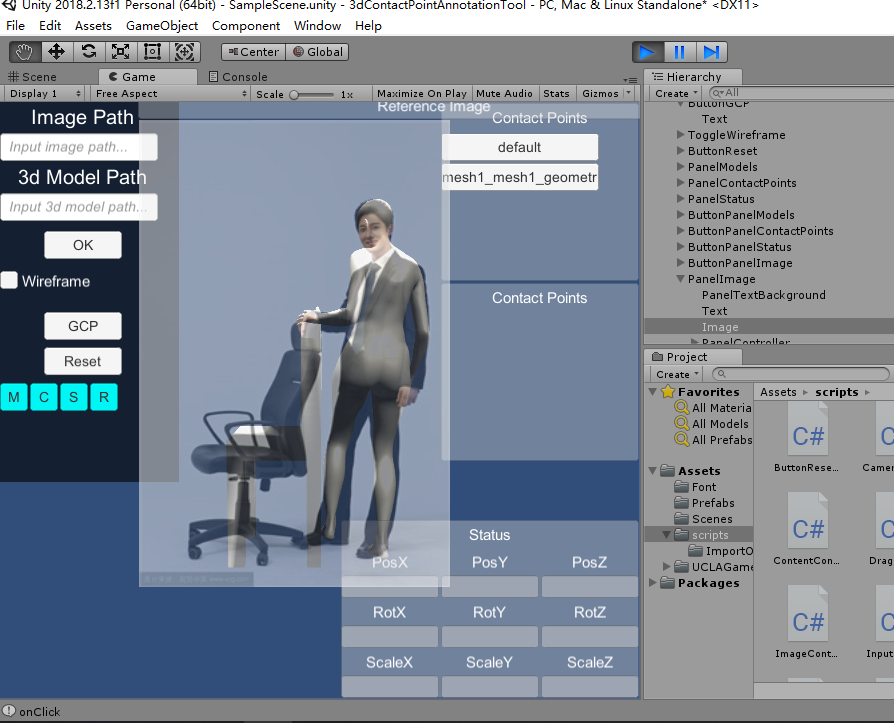 Unity 2018.2.13f1 Personal (64bit) - SampleScene.unity - 3dContactPointAnnotationTool - PC, Mac & Linux Standalone* <DX11>
File Edit Assets GameObject Component Window Help
Center Global
Scene Game Console
Display 1 Free Aspect Scale 1x Maximize On Play Mute Audio Stats Gizmos
Image Path
Input image path...
3d Model Path
Input 3d model path...
OK
Wireframe
GCP
Reset
M C S R
Reference Image
Contact Points
default
mesh1_mesh1_geometr
Contact Points
Status
PosX PosY PosZ
RotX RotY RotZ
ScaleX ScaleY ScaleZ
Hierarchy
Create All
ButtonGCP
Text
ToggleWireframe
ButtonReset
PanelModels
PanelContactPoints
PanelStatus
ButtonPanelModels
ButtonPanelContactPoints
ButtonPanelStatus
ButtonPanelImage
PanelImage
PanelTextBackground
Text
Image
PanelController
Project
Create
Favorites
All Materia
All Models
All Prefabs
Assets
Font
Prefabs
Scenes
scripts
ImportO
UCLAGame
Packages
Assets scripts
C#
ButtonRese...
C
Camer
C#
ContentCon...
C
Drag
C#
ImageCont...
C
Input
onClick